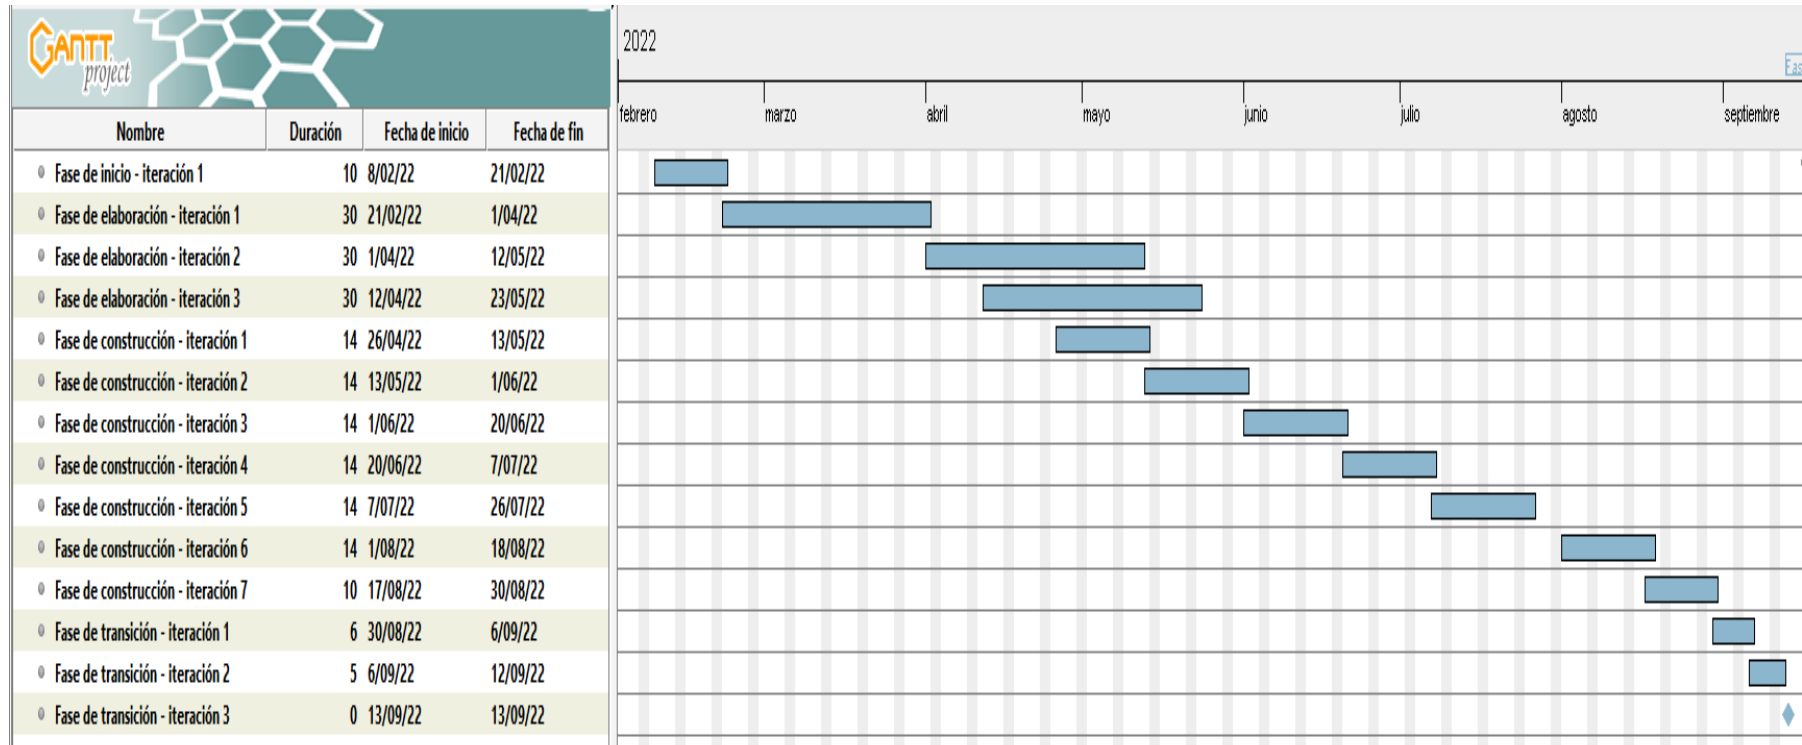 GANTT
project
2022
Fas
febrero marzo abril mayo junio julio agosto septiembre
Nombre Duración Fecha de inicio Fecha de fin
Fase de inicio - iteración 1 10 8/02/22 21/02/22
Fase de elaboración - iteración 1 30 21/02/22 1/04/22
Fase de elaboración - iteración 2 30 1/04/22 12/05/22
Fase de elaboración - iteración 3 30 12/04/22 23/05/22
Fase de construcción - iteración 1 14 26/04/22 13/05/22
Fase de construcción - iteración 2 14 13/05/22 1/06/22
Fase de construcción - iteración 3 14 1/06/22 20/06/22
Fase de construcción - iteración 4 14 20/06/22 7/07/22
Fase de construcción - iteración 5 14 7/07/22 26/07/22
Fase de construcción - iteración 6 14 1/08/22 18/08/22
Fase de construcción - iteración 7 10 17/08/22 30/08/22
Fase de transición - iteración 1 6 30/08/22 6/09/22
Fase de transición - iteración 2 5 6/09/22 12/09/22
Fase de transición - iteración 3 0 13/09/22 13/09/22